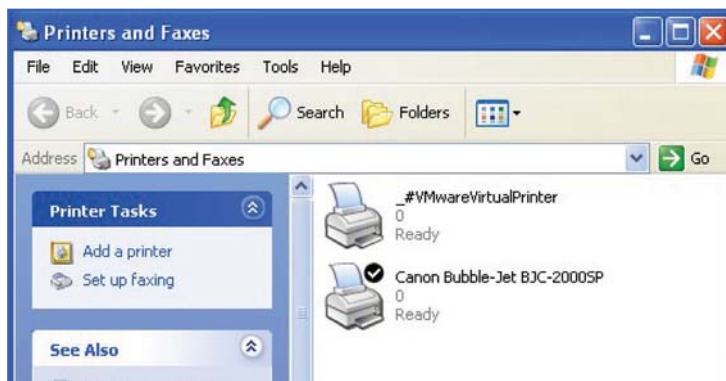 Printers and Faxes
File Edit View Favorites Tools Help
Back Search Folders
Address Printers and Faxes Go
Printer Tasks
Add a printer
Set up faxing
See Also
_#VMwareVirtualPrinter
0
Ready
Canon Bubble-Jet BJC-2000SP
0
Ready